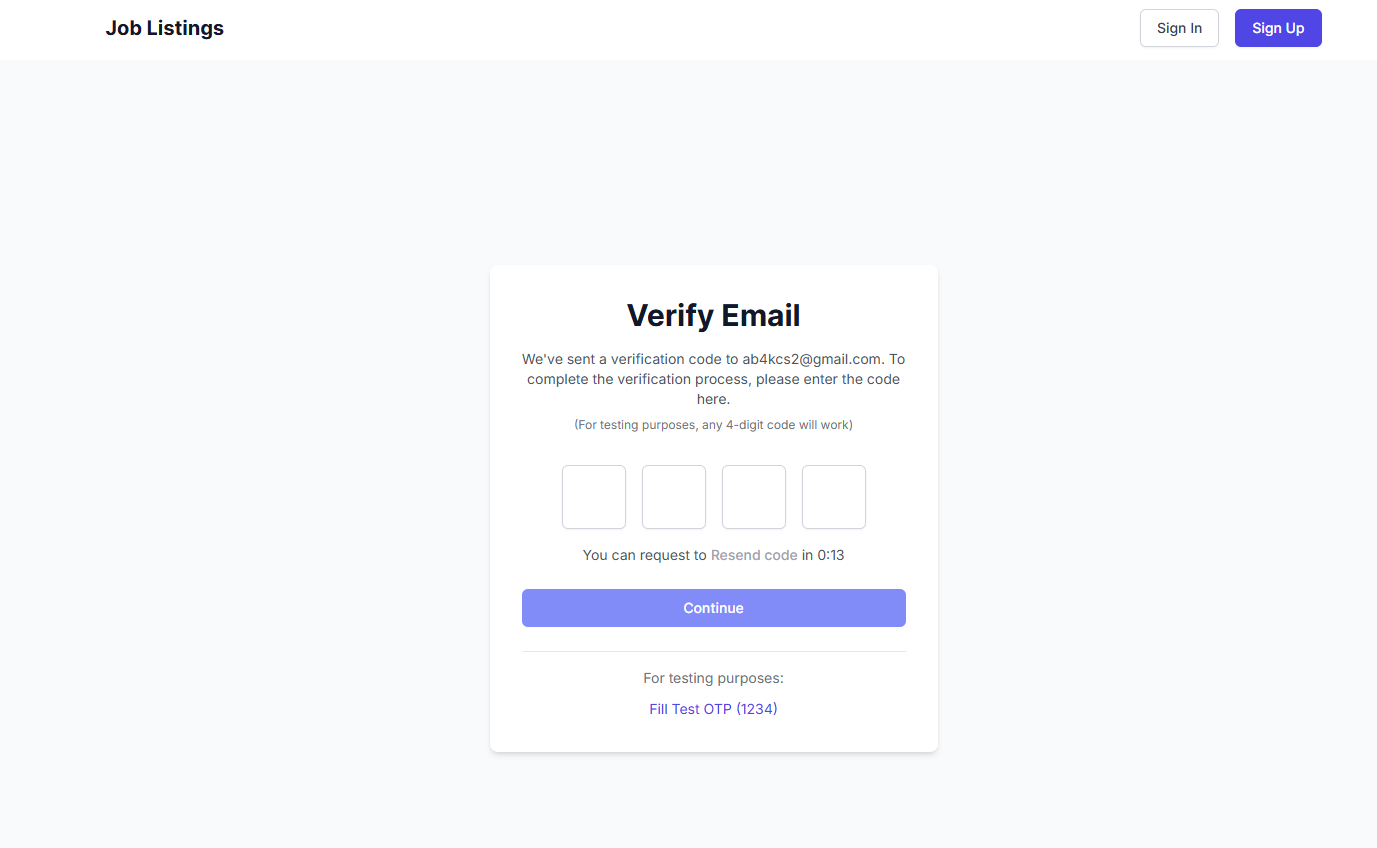 Job Listings
Sign In
Sign Up
Verify Email
We've sent a verification code to ab4kcs2@gmail.com. To
complete the verification process, please enter the code
here.
(For testing purposes, any 4-digit code will work)
You can request to Resend code in 0:13
Continue
For testing purposes:
Fill Test OTP (1234)